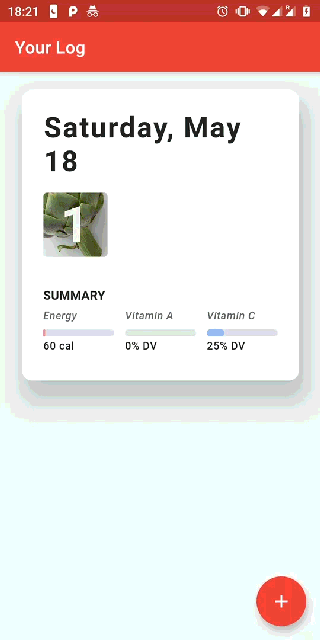 18:21
Your Log
Saturday, May
18
1
SUMMARY
Energy Vitamin A Vitamin C
60 cal 0% DV 25% DV
+